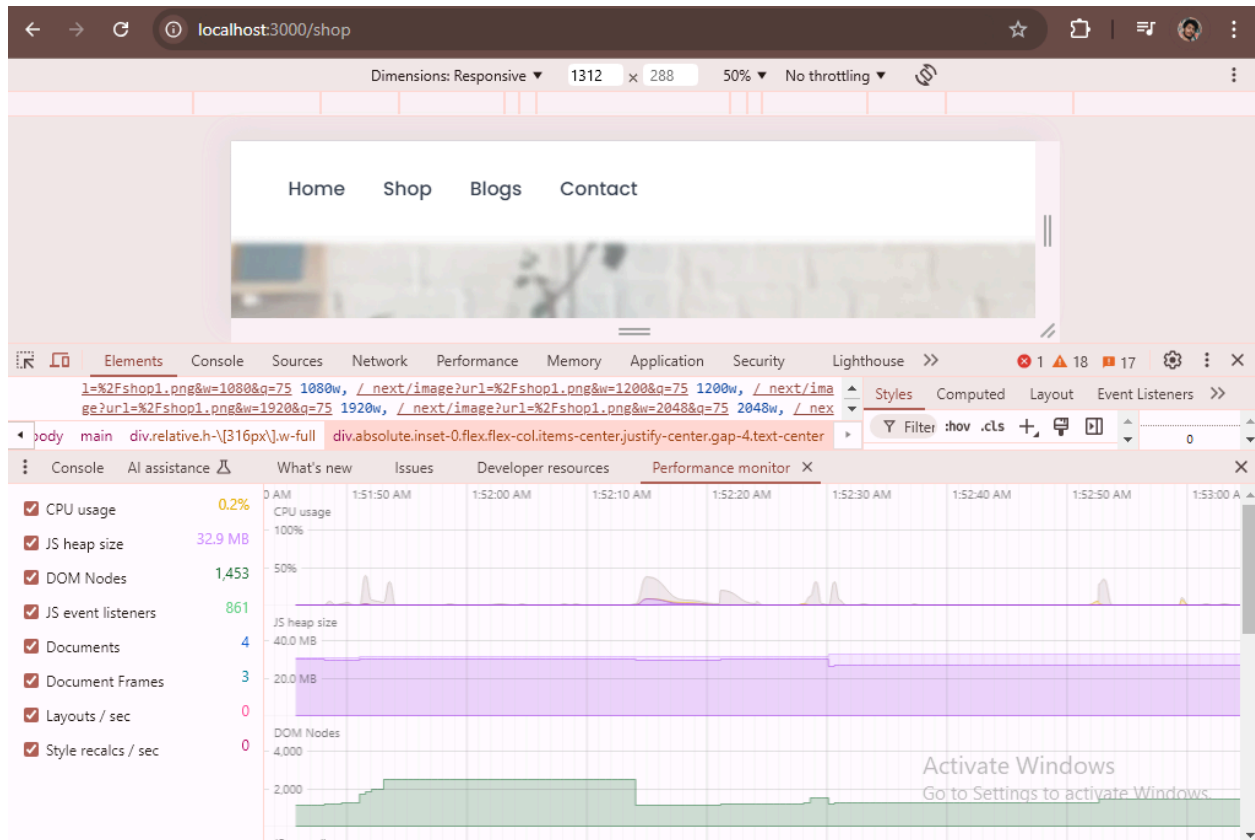 localhost:3000/shop
Dimensions: Responsive ▼ 1312 × 288 50% ▼ No throttling ▼
Home Shop Blogs Contact
Elements Console Sources Network Performance Memory Application Security Lighthouse >> 1 18 17
l=%2Fshop1.png&w=1080&q=75 1080w, /_next/image?url=%2Fshop1.png&w=1200&q=75 1200w, /_next/ima
ge?url=%2Fshop1.png&w=1920&q=75 1920w, /_next/image?url=%2Fshop1.png&w=2048&q=75 2048w, /_nex
Styles Computed Layout Event Listeners >>
body main div.relative.h-\[316px\].w-full div.absolute.inset-0.flex.flex-col.items-center.justify-center.gap-4.text-center
Filter :hov .cls
0
Console AI assistance What's new Issues Developer resources Performance monitor ×
CPU usage 0.2%
JS heap size 32.9 MB
DOM Nodes 1,453
JS event listeners 861
Documents 4
Document Frames 3
Layouts / sec 0
Style recalcs / sec 0
0 AM 1:51:50 AM 1:52:00 AM 1:52:10 AM 1:52:20 AM 1:52:30 AM 1:52:40 AM 1:52:50 AM 1:53:00 A
CPU usage
100%
50%
JS heap size
40.0 MB
20.0 MB
DOM Nodes
4,000
2,000
Activate Windows
Go to Settings to activate Windows.